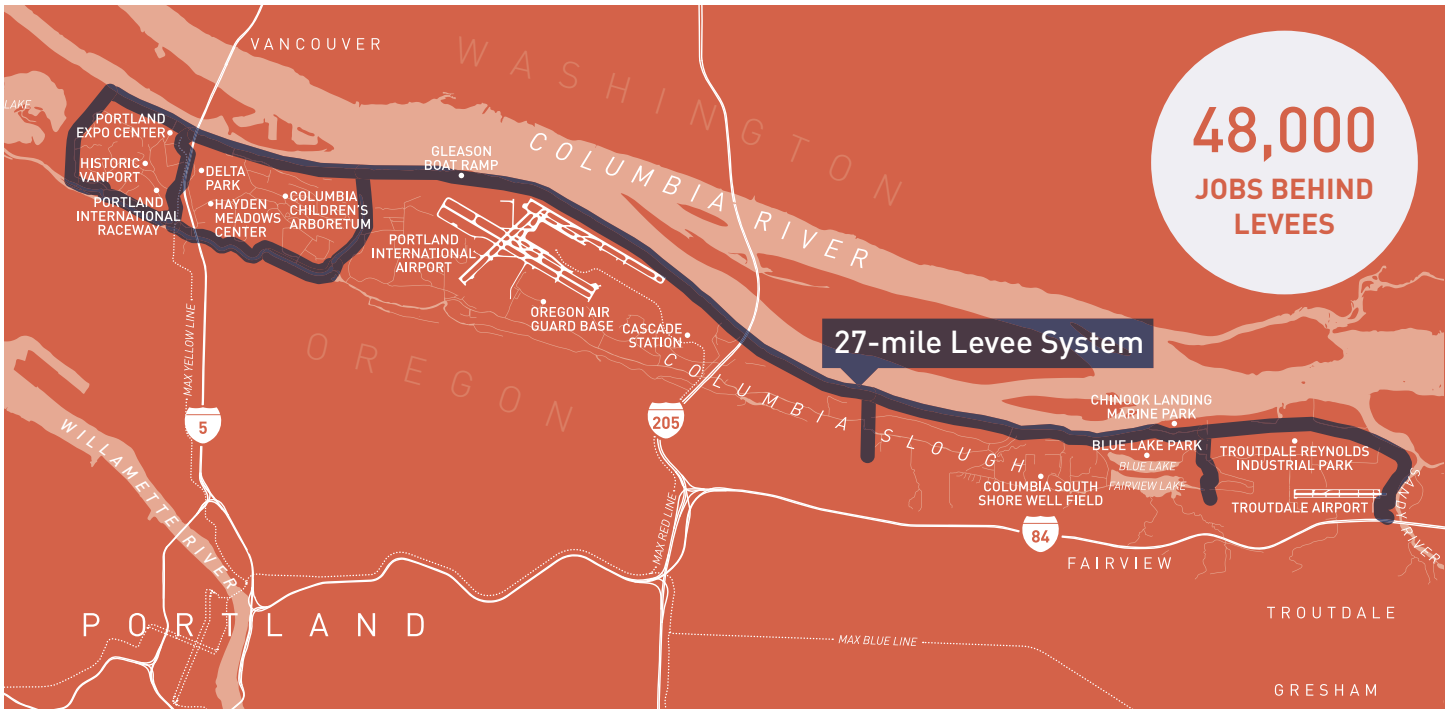 VANCOUVER
WASHINGTON
48,000
JOBS BEHIND
LEVEES
LAKE
PORTLAND
EXPO CENTER
HISTORIC
VANPORT
PORTLAND
INTERNATIONAL
RACEWAY
DELTA
PARK
HAYDEN
MEADOWS
CENTER
COLUMBIA
CHILDREN'S
ARBORETUM
GLEASON
BOAT RAMP
COLUMBIA RIVER
PORTLAND
INTERNATIONAL
AIRPORT
OREGON AIR
GUARD BASE
CASCADE
STATION
OREGON
27-mile Levee System
COLUMBIA SLOUGH
MAX YELLOW LINE
5
205
84
WILLAMETTE RIVER
MAX RED LINE
CHINOOK LANDING
MARINE PARK
BLUE LAKE PARK
BLUE LAKE
FAIRVIEW LAKE
COLUMBIA SOUTH
SHORE WELL FIELD
TROUTDALE REYNOLDS
INDUSTRIAL PARK
TROUTDALE AIRPORT
SANDY RIVER
FAIRVIEW
TROUTDALE
PORTLAND
MAX BLUE LINE
GRESHAM